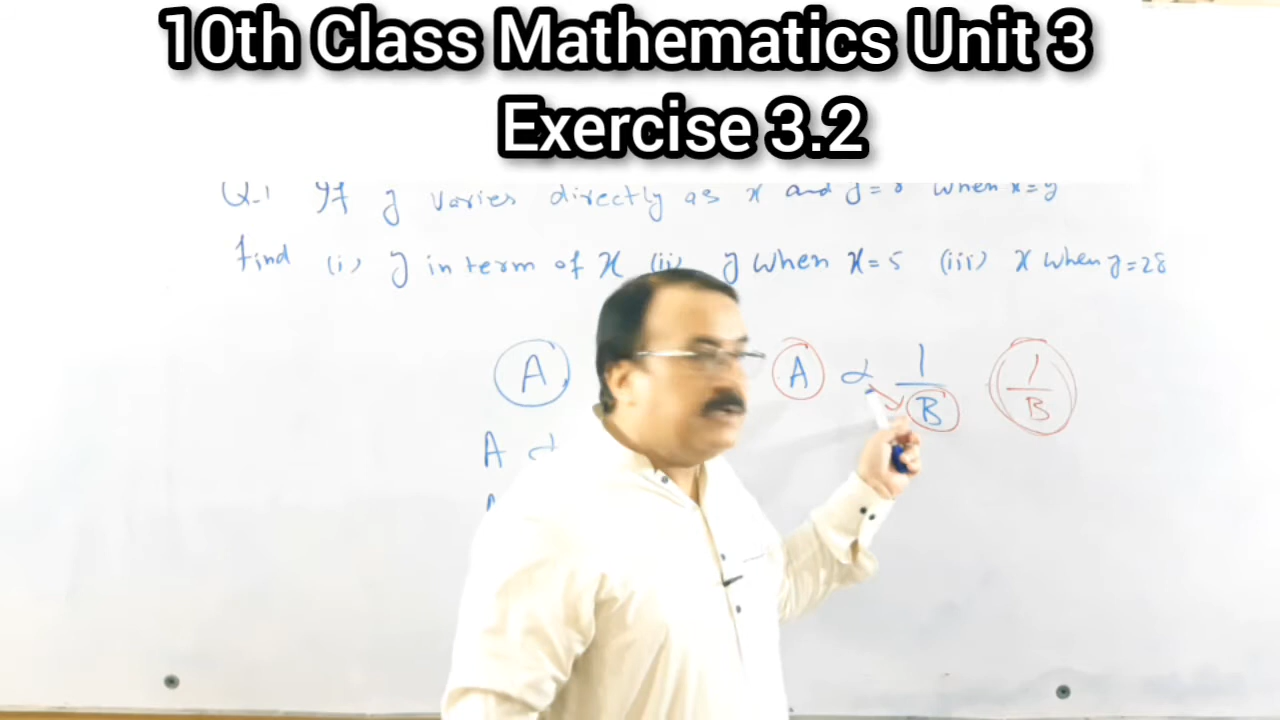 10th Class Mathematics Unit 3
Exercise 3.2
Q.1 If y varies directly as x and y = 8 when x = y
find (i) y in term of x (ii) y when x = 5 (iii) x when y = 28
A A ∝ 1/B 1/B
A ∝